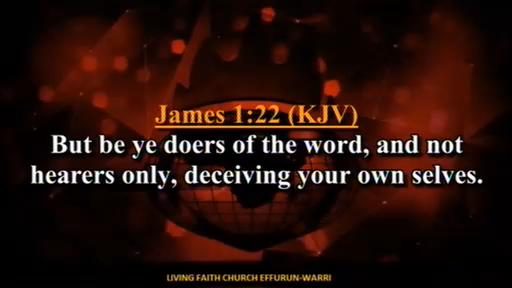 James 1:22 (KJV)
But be ye doers of the word, and not
hearers only, deceiving your own selves.
LIVING FAITH CHURCH EFFURUN-WARRI